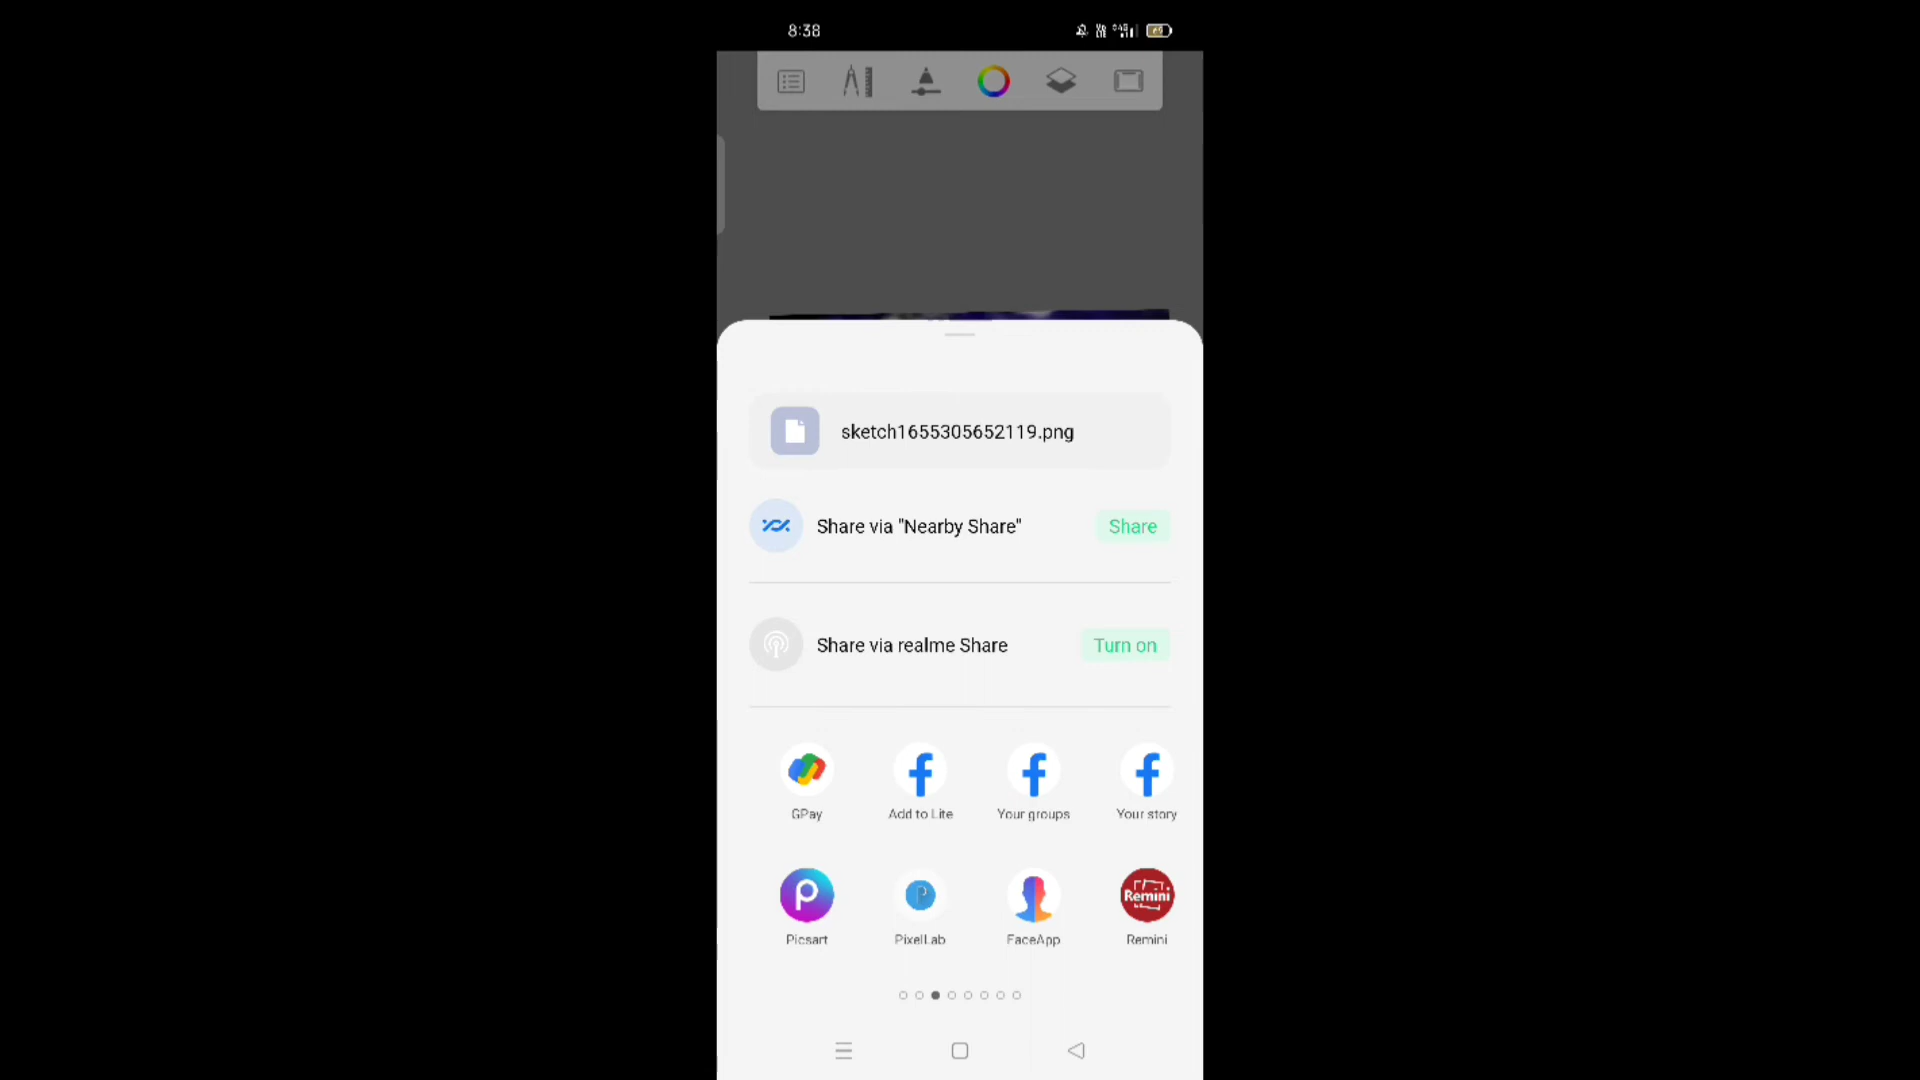 8:38
sketch1655305652119.png
Share via "Nearby Share" Share
Share via realme Share Turn on
GPay Add to Lite Your groups Your story
Remini
Picsart PixelLab FaceApp Remini